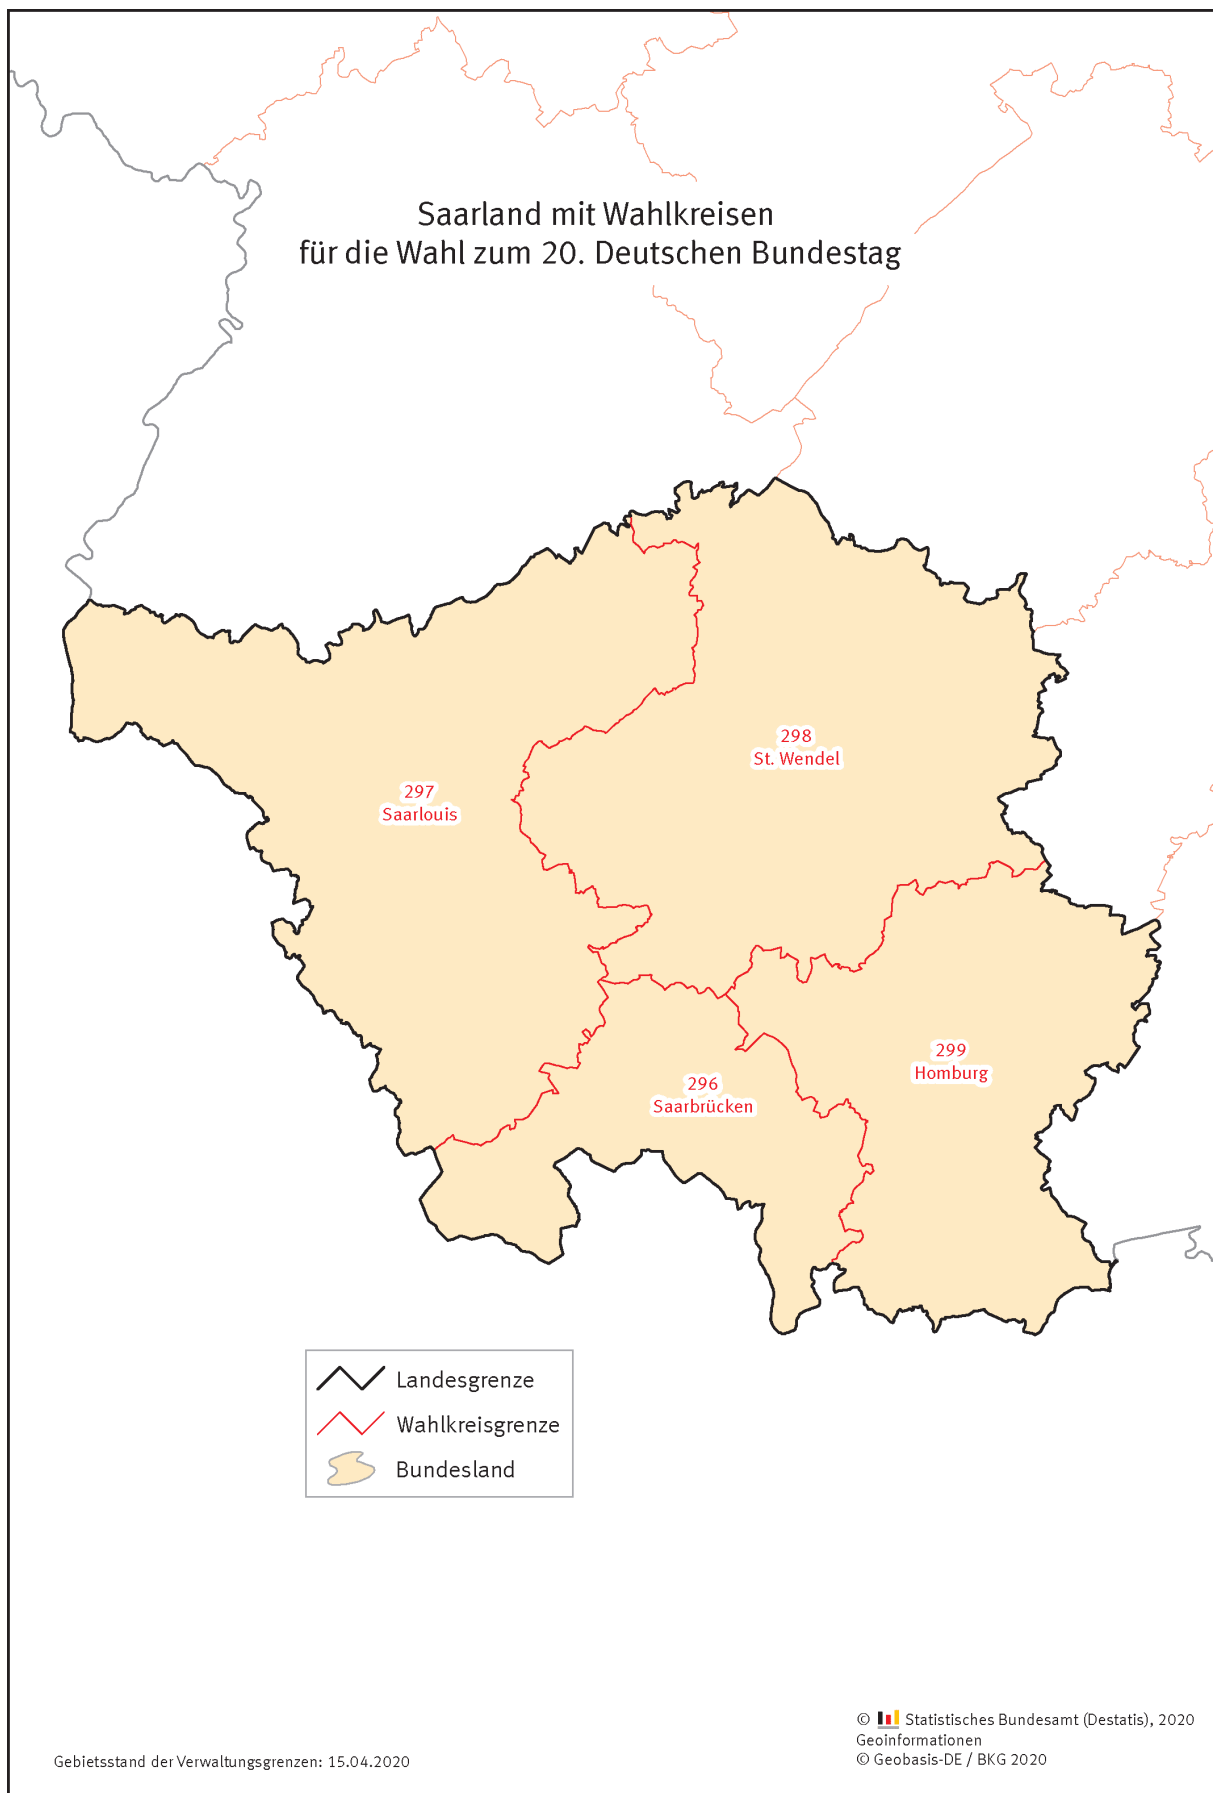 Saarland mit Wahlkreisen
für die Wahl zum 20. Deutschen Bundestag
298
St. Wendel
297
Saarlouis
299
Homburg
296
Saarbrücken
Landesgrenze
Wahlkreisgrenze
Bundesland
© Statistisches Bundesamt (Destatis), 2020
Geoinformationen
© Geobasis-DE / BKG 2020
Gebietsstand der Verwaltungsgrenzen: 15.04.2020